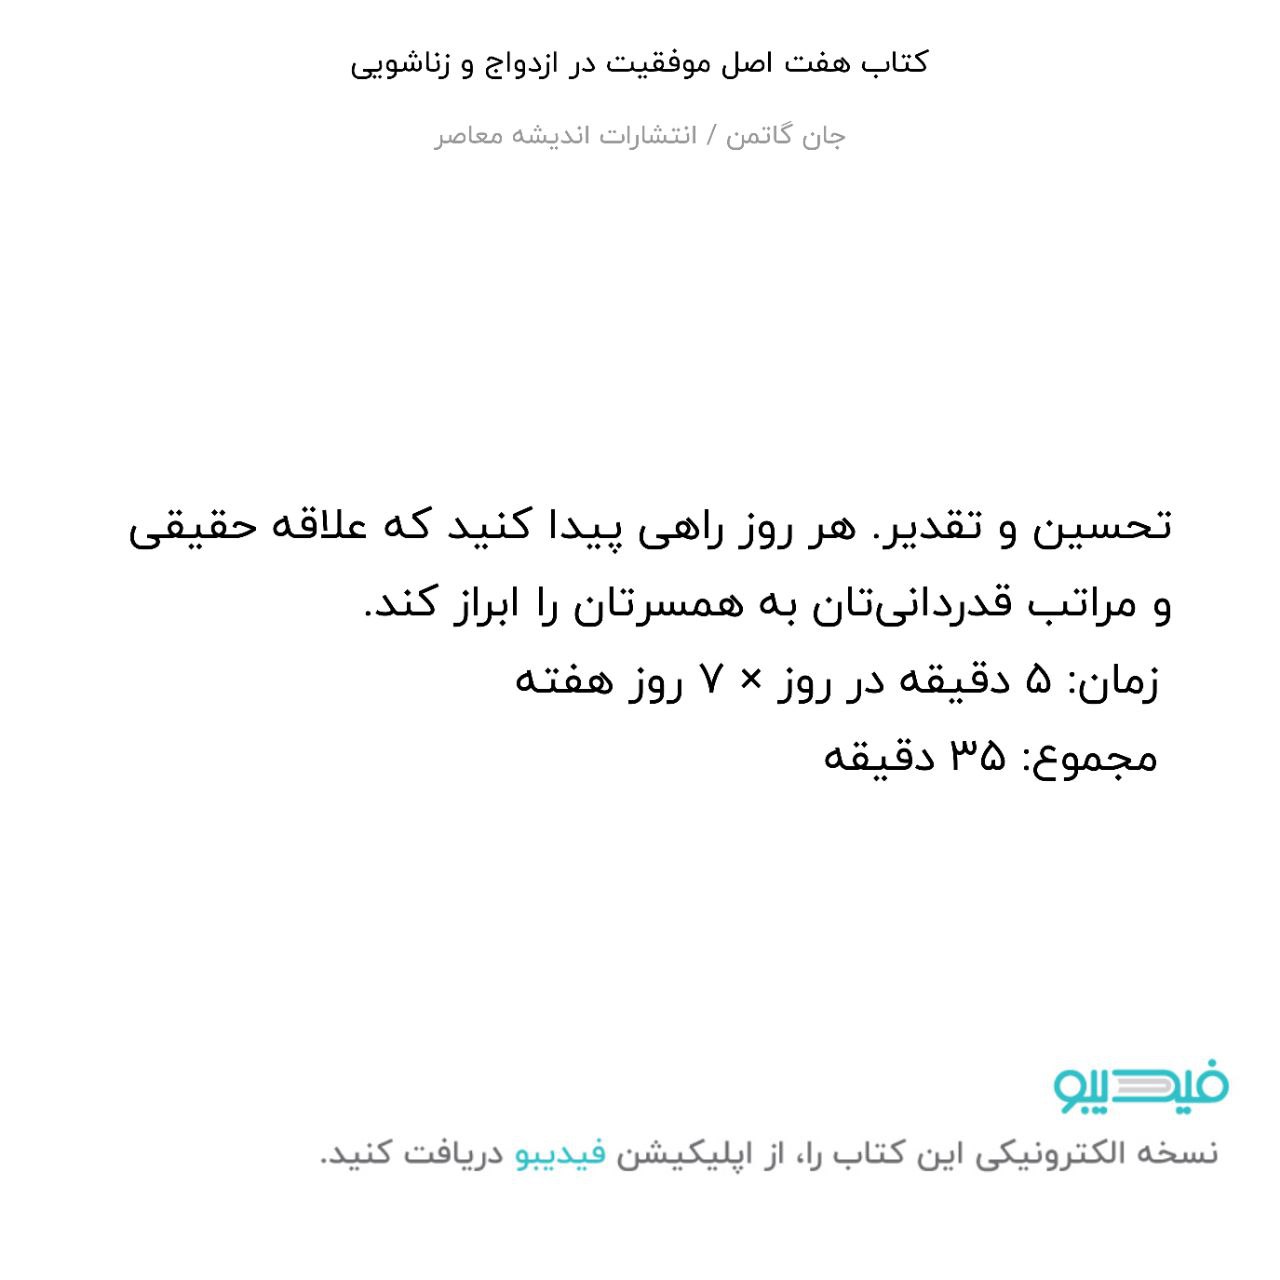 کتاب هفت اصل موفقیت در ازدواج و زناشویی
جان گاتمن / انتشارات اندیشه معاصر
تحسین و تقدیر. هر روز راهی پیدا کنید که علاقه حقیقی
و مراتب قدردانی‌تان به همسرتان را ابراز کند.
زمان: ۵ دقیقه در روز × ۷ روز هفته
مجموع: ۳۵ دقیقه
فیدیبو
نسخه الکترونیکی این کتاب را، از اپلیکیشن فیدیبو دریافت کنید.